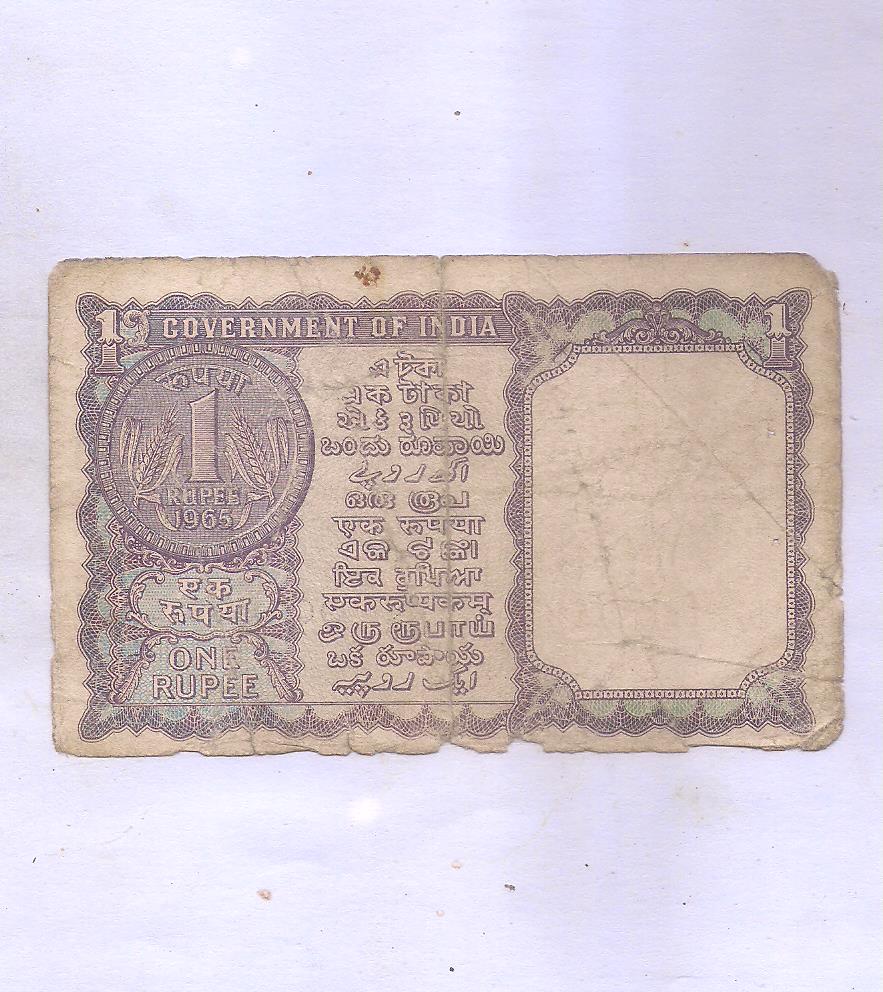 1 GOVERNMENT OF INDIA 1
रूपया
1
RUPEE
1965
এ টকা
এক টাকা
એક રૂપિયો
ಒಂದು ರೂಪಾಯಿ
ഒരു രൂപ
एक रूपया
ଏକ ଟଙ୍କା
ਇਕ ਰੁਪਿਆ
एकरूप्यकम्
ஒரு ரூபாய்
ఒక రూపాయి
ایک روپیہ
एक
रूपया
ONE
RUPEE